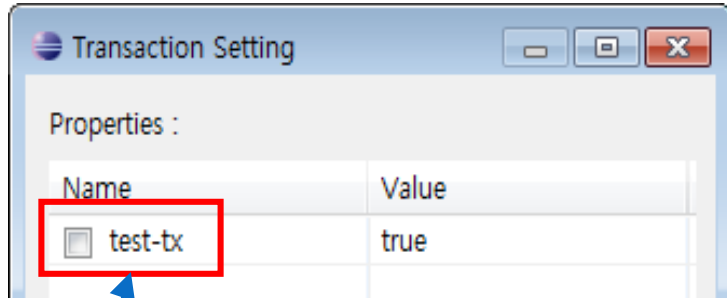 Transaction Setting
Properties :
Name Value
test-tx true